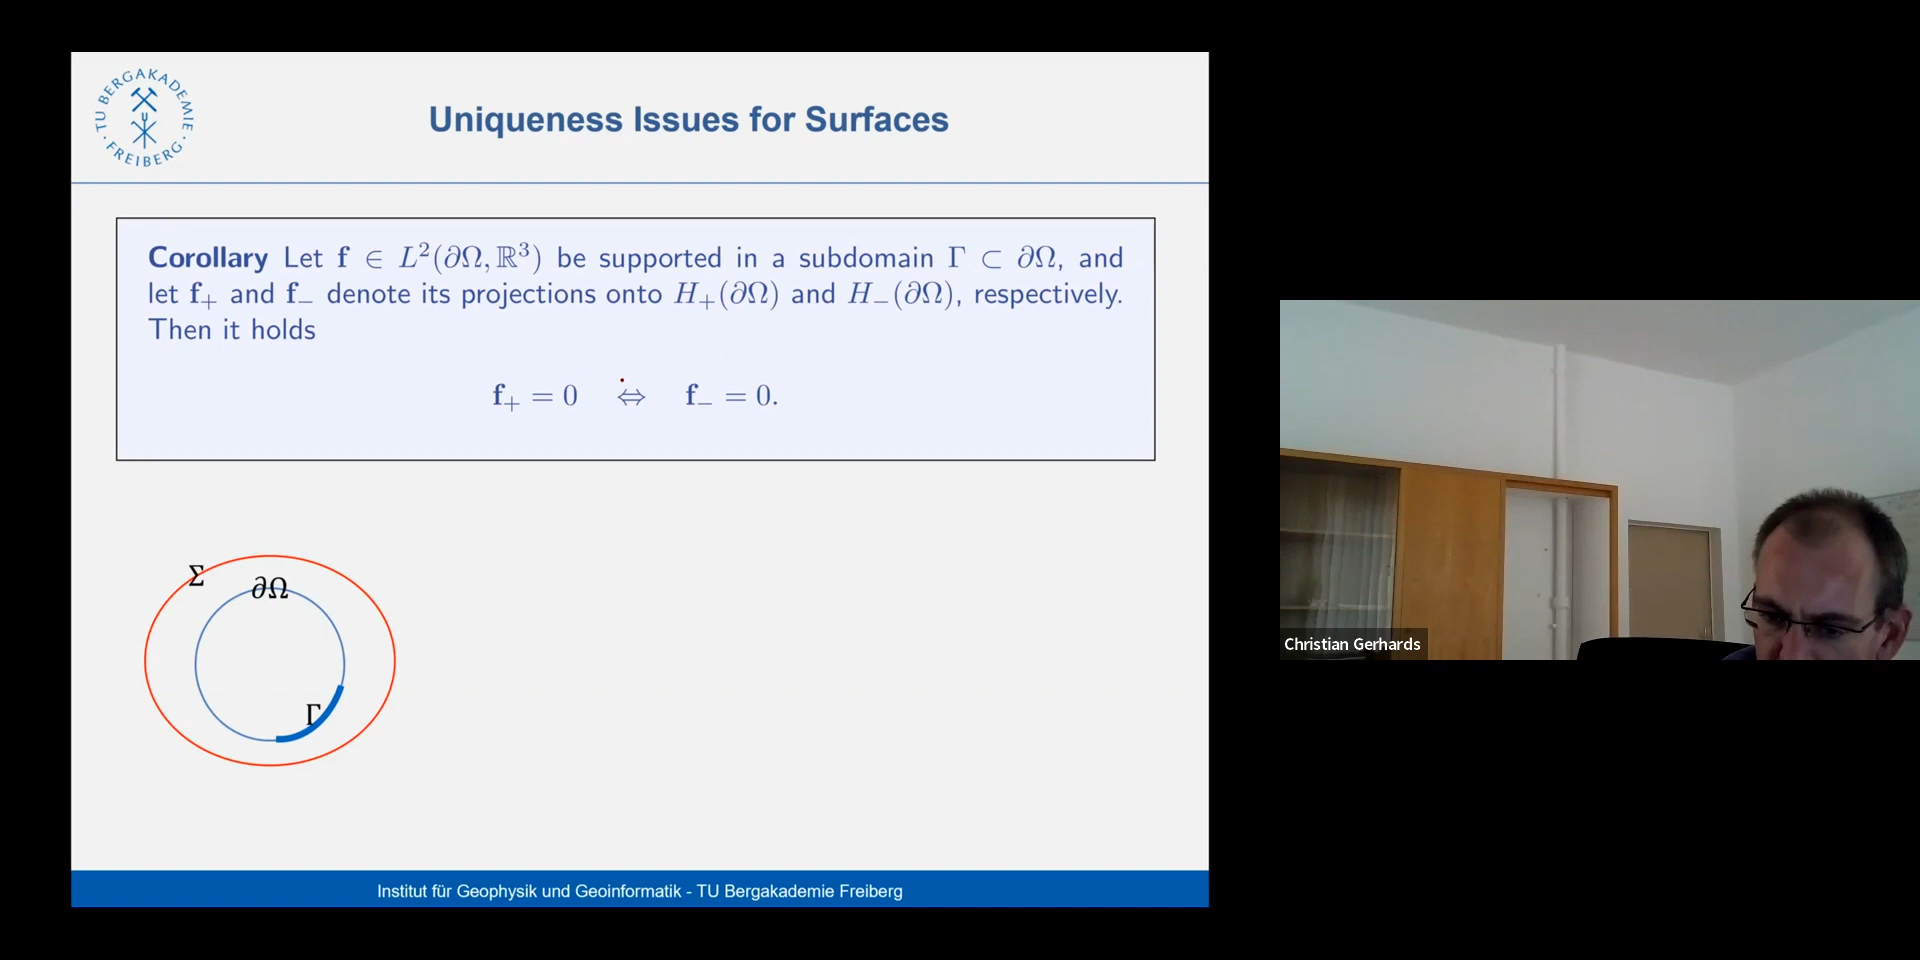 TU BERGAKADEMIE
· FREIBERG ·
Uniqueness Issues for Surfaces
Corollary Let f ∈ L²(∂Ω, ℝ³) be supported in a subdomain Γ ⊂ ∂Ω, and
let f₊ and f₋ denote its projections onto H₊(∂Ω) and H₋(∂Ω), respectively.
Then it holds
f₊ = 0 ⇔ f₋ = 0.
Σ
∂Ω
Γ
Institut für Geophysik und Geoinformatik - TU Bergakademie Freiberg
Christian Gerhards